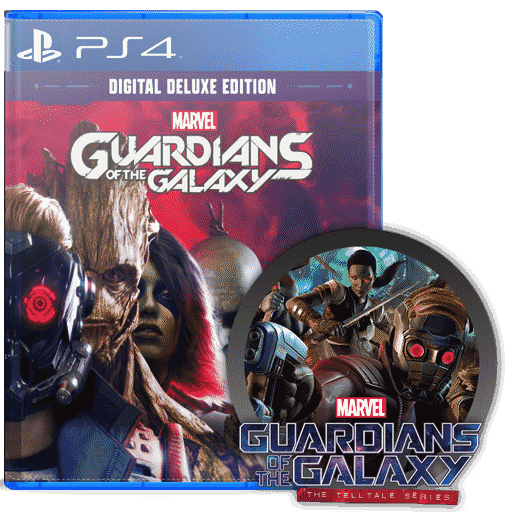 PS4
DIGITAL DELUXE EDITION
MARVEL
GUARDIANS
OF THE
GALAXY
MARVEL
GUARDIANS
OF THE
GALAXY
THE TELLTALE SERIES